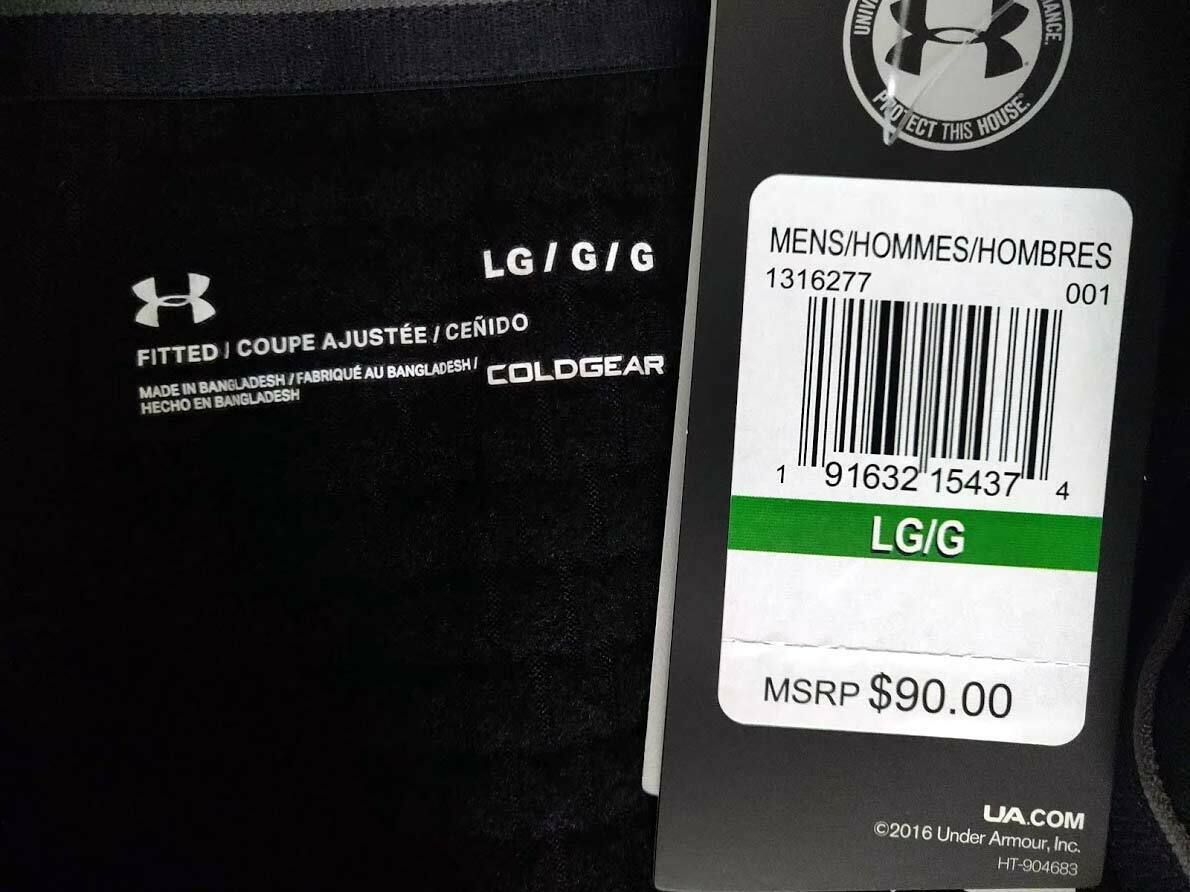 LG / G / G
FITTED / COUPE AJUSTÉE / CEÑIDO
MADE IN BANGLADESH / FABRIQUÉ AU BANGLADESH /
HECHO EN BANGLADESH
COLDGEAR
PROTECT THIS HOUSE.
MENS/HOMMES/HOMBRES
1316277 001
1 91632 15437 4
LG/G
MSRP $90.00
UA.COM
©2016 Under Armour, Inc.
HT-904683